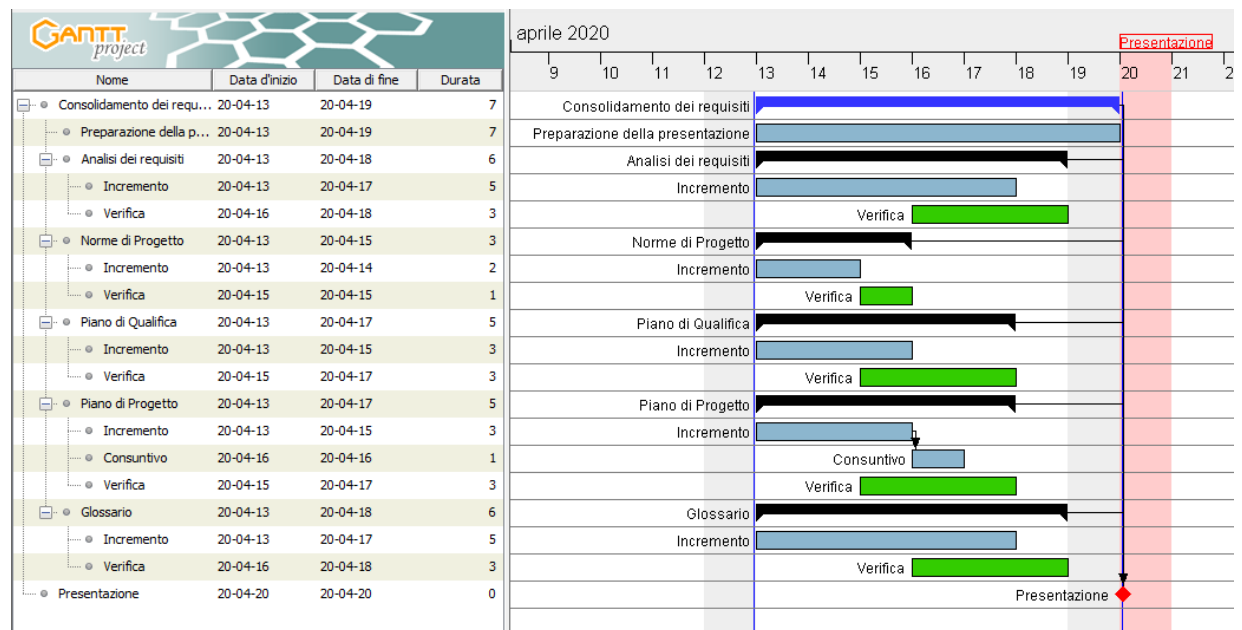 GANTT
project
aprile 2020
Presentazione
9 10 11 12 13 14 15 16 17 18 19 20 21 2
Nome Data d'inizio Data di fine Durata
Consolidamento dei requ... 20-04-13 20-04-19 7 Consolidamento dei requisiti
Preparazione della p... 20-04-13 20-04-19 7 Preparazione della presentazione
Analisi dei requisiti 20-04-13 20-04-18 6 Analisi dei requisiti
Incremento 20-04-13 20-04-17 5 Incremento
Verifica 20-04-16 20-04-18 3 Verifica
Norme di Progetto 20-04-13 20-04-15 3 Norme di Progetto
Incremento 20-04-13 20-04-14 2 Incremento
Verifica 20-04-15 20-04-15 1 Verifica
Piano di Qualifica 20-04-13 20-04-17 5 Piano di Qualifica
Incremento 20-04-13 20-04-15 3 Incremento
Verifica 20-04-15 20-04-17 3 Verifica
Piano di Progetto 20-04-13 20-04-17 5 Piano di Progetto
Incremento 20-04-13 20-04-15 3 Incremento
Consuntivo 20-04-16 20-04-16 1 Consuntivo
Verifica 20-04-15 20-04-17 3 Verifica
Glossario 20-04-13 20-04-18 6 Glossario
Incremento 20-04-13 20-04-17 5 Incremento
Verifica 20-04-16 20-04-18 3 Verifica
Presentazione 20-04-20 20-04-20 0 Presentazione